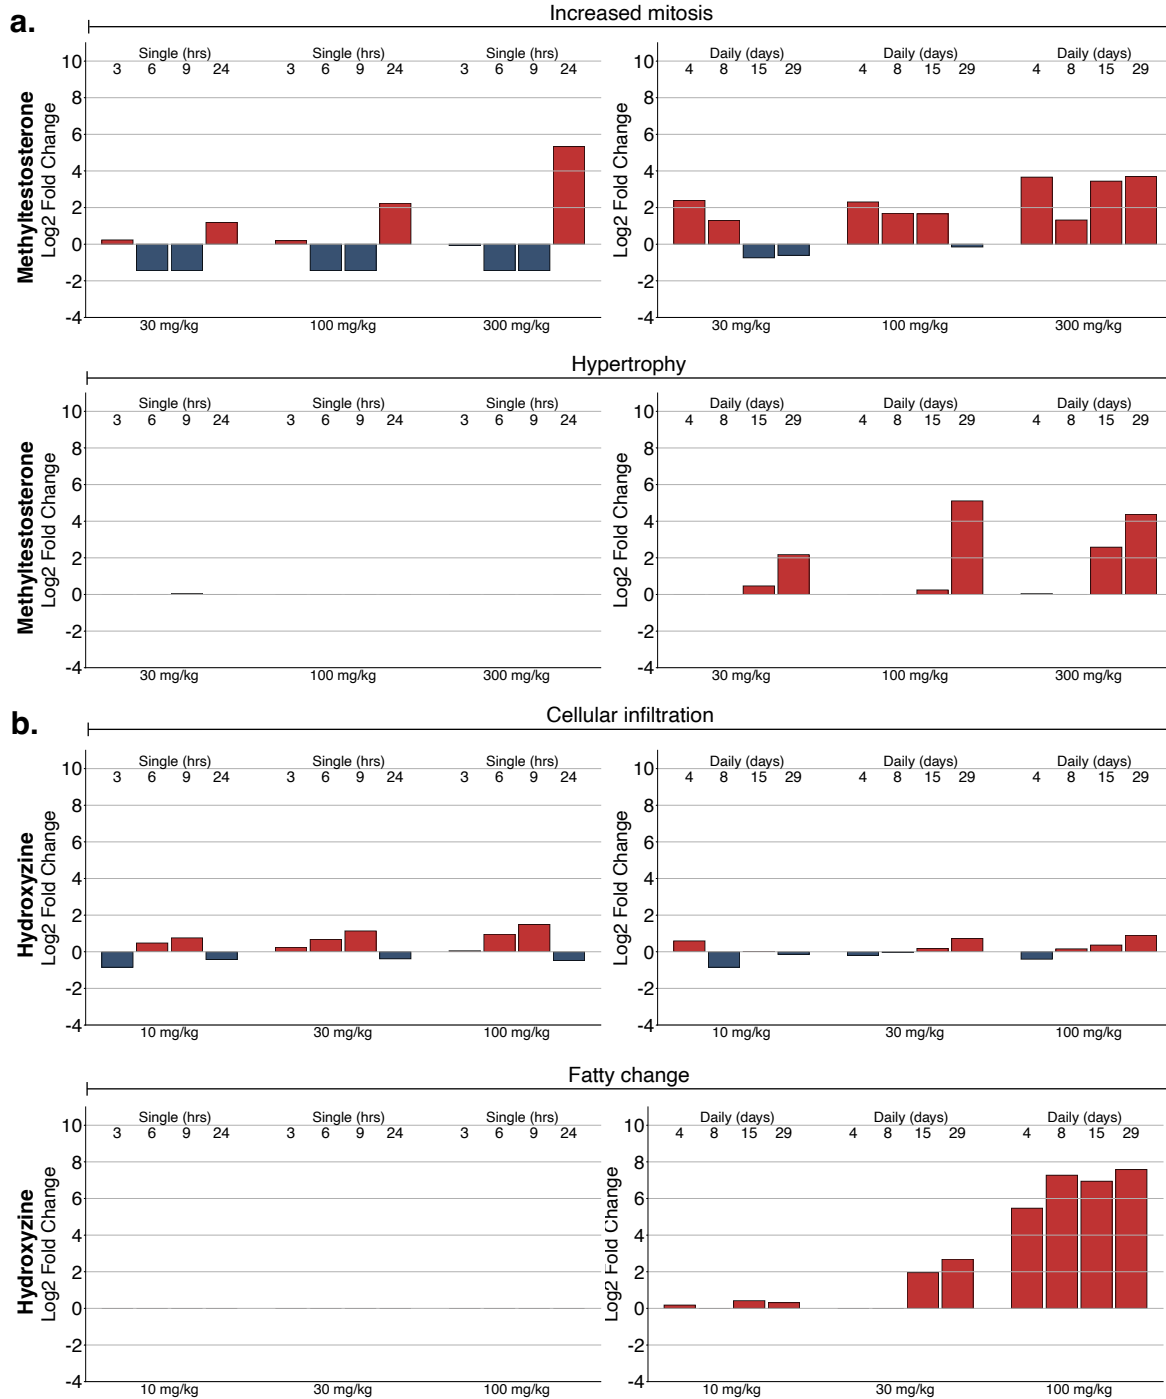 a.
Increased mitosis
Methyltestosterone
Log2 Fold Change
10
8
6
4
2
0
-2
-4
Single (hrs) Single (hrs) Single (hrs)
3 6 9 24 3 6 9 24 3 6 9 24
30 mg/kg 100 mg/kg 300 mg/kg
Log2 Fold Change
10
8
6
4
2
0
-2
-4
Daily (days) Daily (days) Daily (days)
4 8 15 29 4 8 15 29 4 8 15 29
30 mg/kg 100 mg/kg 300 mg/kg
Hypertrophy
Methyltestosterone
Log2 Fold Change
10
8
6
4
2
0
-2
-4
Single (hrs) Single (hrs) Single (hrs)
3 6 9 24 3 6 9 24 3 6 9 24
30 mg/kg 100 mg/kg 300 mg/kg
Log2 Fold Change
10
8
6
4
2
0
-2
-4
Daily (days) Daily (days) Daily (days)
4 8 15 29 4 8 15 29 4 8 15 29
30 mg/kg 100 mg/kg 300 mg/kg
b.
Cellular infiltration
Hydroxyzine
Log2 Fold Change
10
8
6
4
2
0
-2
-4
Single (hrs) Single (hrs) Single (hrs)
3 6 9 24 3 6 9 24 3 6 9 24
10 mg/kg 30 mg/kg 100 mg/kg
Log2 Fold Change
10
8
6
4
2
0
-2
-4
Daily (days) Daily (days) Daily (days)
4 8 15 29 4 8 15 29 4 8 15 29
10 mg/kg 30 mg/kg 100 mg/kg
Fatty change
Hydroxyzine
Log2 Fold Change
10
8
6
4
2
0
-2
-4
Single (hrs) Single (hrs) Single (hrs)
3 6 9 24 3 6 9 24 3 6 9 24
10 mg/kg 30 mg/kg 100 mg/kg
Log2 Fold Change
10
8
6
4
2
0
-2
-4
Daily (days) Daily (days) Daily (days)
4 8 15 29 4 8 15 29 4 8 15 29
10 mg/kg 30 mg/kg 100 mg/kg